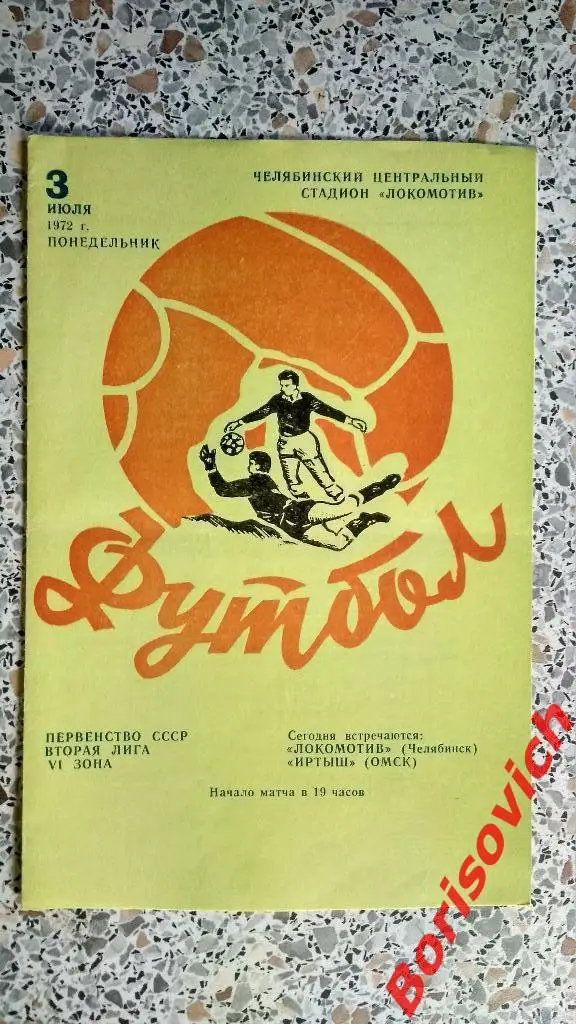 3
ИЮЛЯ
1972 г.
ПОНЕДЕЛЬНИК
ЧЕЛЯБИНСКИЙ ЦЕНТРАЛЬНЫЙ
СТАДИОН «ЛОКОМОТИВ»
Футбол
ПЕРВЕНСТВО СССР
ВТОРАЯ ЛИГА
VI ЗОНА
Сегодня встречаются:
«ЛОКОМОТИВ» (Челябинск)
«ИРТЫШ» (ОМСК)
Начало матча в 19 часов
Borisovich